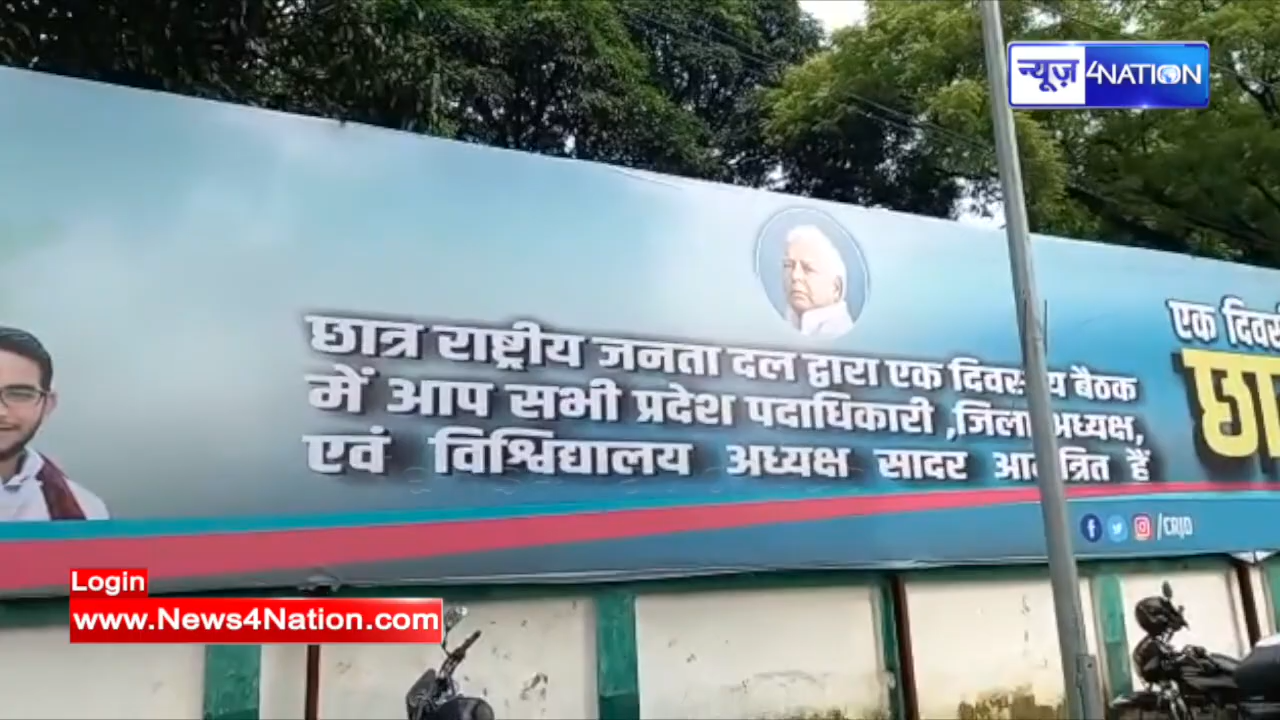 न्यूज़ 4NATION
एक दिवसी
छात्र राष्ट्रीय जनता दल द्वारा एक दिवसीय बैठक
में आप सभी प्रदेश पदाधिकारी ,जिला अध्यक्ष,
एवं विश्विद्यालय अध्यक्ष सादर आमंत्रित हैं
छा
/CRJD
Login
www.News4Nation.com